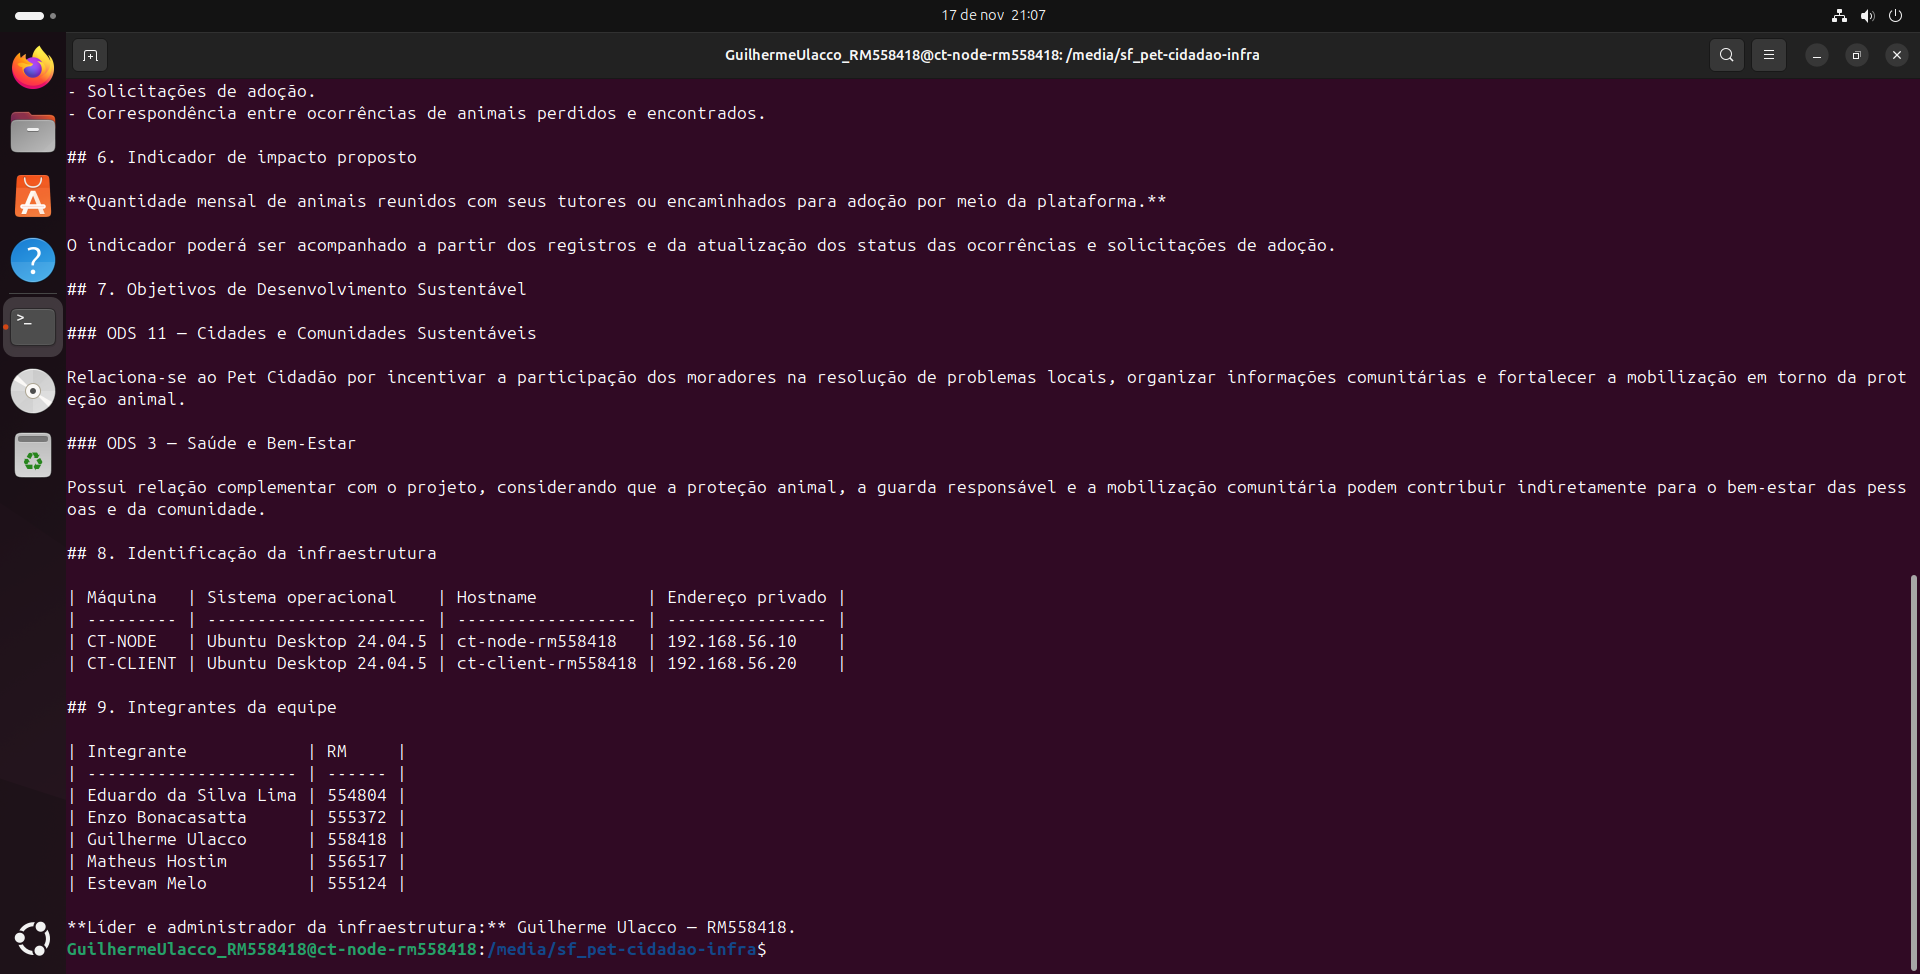 17 de nov 21:07
GuilhermeUlacco_RM558418@ct-node-rm558418: /media/sf_pet-cidadao-infra
- Solicitações de adoção.
- Correspondência entre ocorrências de animais perdidos e encontrados.
## 6. Indicador de impacto proposto
**Quantidade mensal de animais reunidos com seus tutores ou encaminhados para adoção por meio da plataforma.**
O indicador poderá ser acompanhado a partir dos registros e da atualização dos status das ocorrências e solicitações de adoção.
## 7. Objetivos de Desenvolvimento Sustentável
### ODS 11 — Cidades e Comunidades Sustentáveis
Relaciona-se ao Pet Cidadão por incentivar a participação dos moradores na resolução de problemas locais, organizar informações comunitárias e fortalecer a mobilização em torno da prot
eção animal.
### ODS 3 — Saúde e Bem-Estar
Possui relação complementar com o projeto, considerando que a proteção animal, a guarda responsável e a mobilização comunitária podem contribuir indiretamente para o bem-estar das pess
oas e da comunidade.
## 8. Identificação da infraestrutura
| Máquina   | Sistema operacional    | Hostname           | Endereço privado |
| --------- | ---------------------- | ------------------ | ---------------- |
| CT-NODE   | Ubuntu Desktop 24.04.5 | ct-node-rm558418   | 192.168.56.10    |
| CT-CLIENT | Ubuntu Desktop 24.04.5 | ct-client-rm558418 | 192.168.56.20    |
## 9. Integrantes da equipe
| Integrante            | RM     |
| --------------------- | ------ |
| Eduardo da Silva Lima | 554804 |
| Enzo Bonacasatta      | 555372 |
| Guilherme Ulacco      | 558418 |
| Matheus Hostim        | 556517 |
| Estevam Melo          | 555124 |
**Líder e administrador da infraestrutura:** Guilherme Ulacco — RM558418.
GuilhermeUlacco_RM558418@ct-node-rm558418:/media/sf_pet-cidadao-infra$